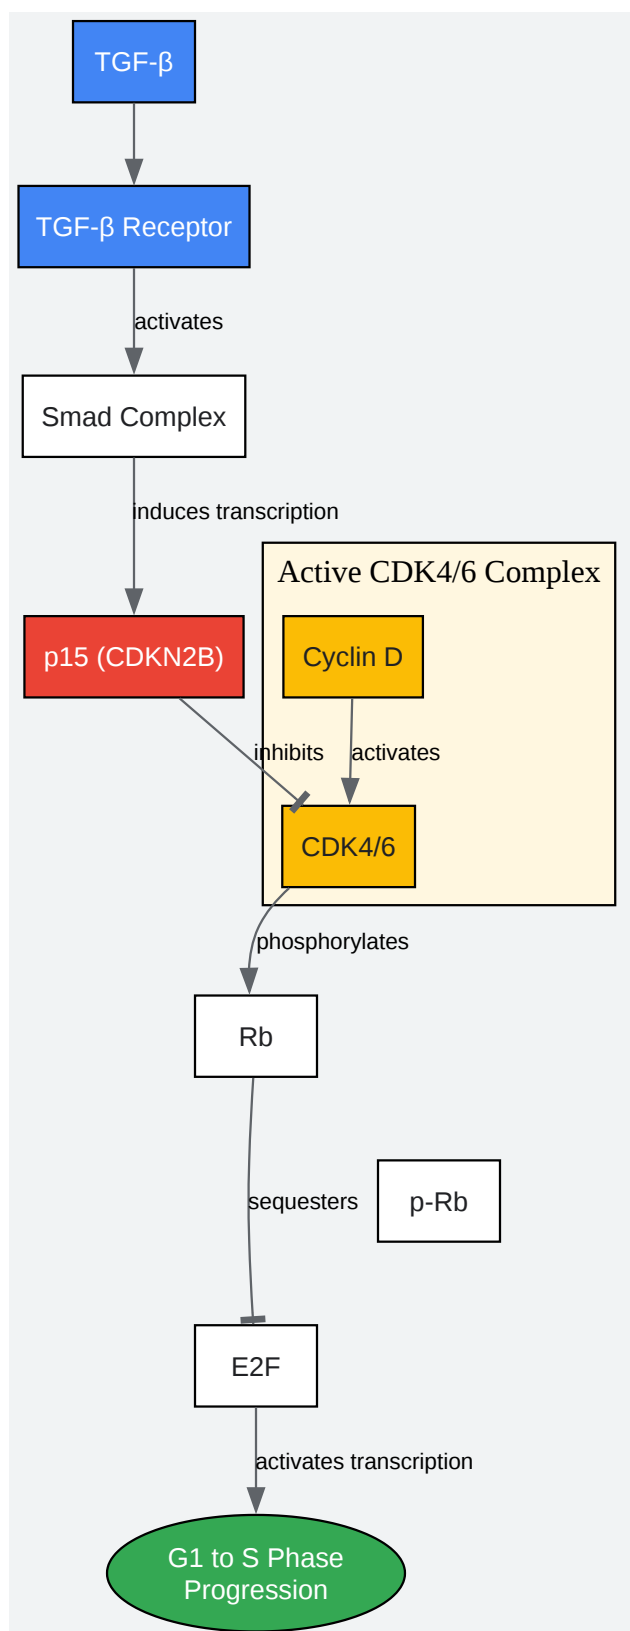 TGF-β
TGF-β Receptor
activates
Smad Complex
induces transcription
Active CDK4/6 Complex
p15 (CDKN2B)
Cyclin D
inhibits
activates
CDK4/6
phosphorylates
Rb
sequesters
p-Rb
E2F
activates transcription
G1 to S Phase
Progression